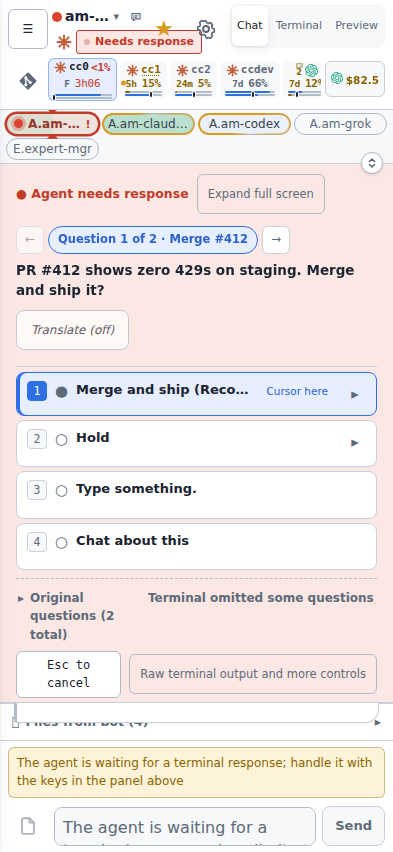 ☰
am-... ▾
Needs response
Chat
Terminal
Preview
cc0 <1%
F 3h06
cc1
5h 15%
cc2
24m 5%
ccdev
7d 66%
2
7d 12%
$82.5
A.am-... !
A.am-claud...
A.am-codex
A.am-grok
E.expert-mgr
● Agent needs response
Expand full screen
←
Question 1 of 2 · Merge #412
→
PR #412 shows zero 429s on staging. Merge
and ship it?
Translate (off)
1 ● Merge and ship (Reco... Cursor here ▶
2 ○ Hold ▶
3 ○ Type something.
4 ○ Chat about this
▸ Original
questions (2
total)
Terminal omitted some questions
Esc to
cancel
Raw terminal output and more controls
Files from bot (4) ▸
The agent is waiting for a terminal response; handle it with
the keys in the panel above
The agent is waiting for a
Send